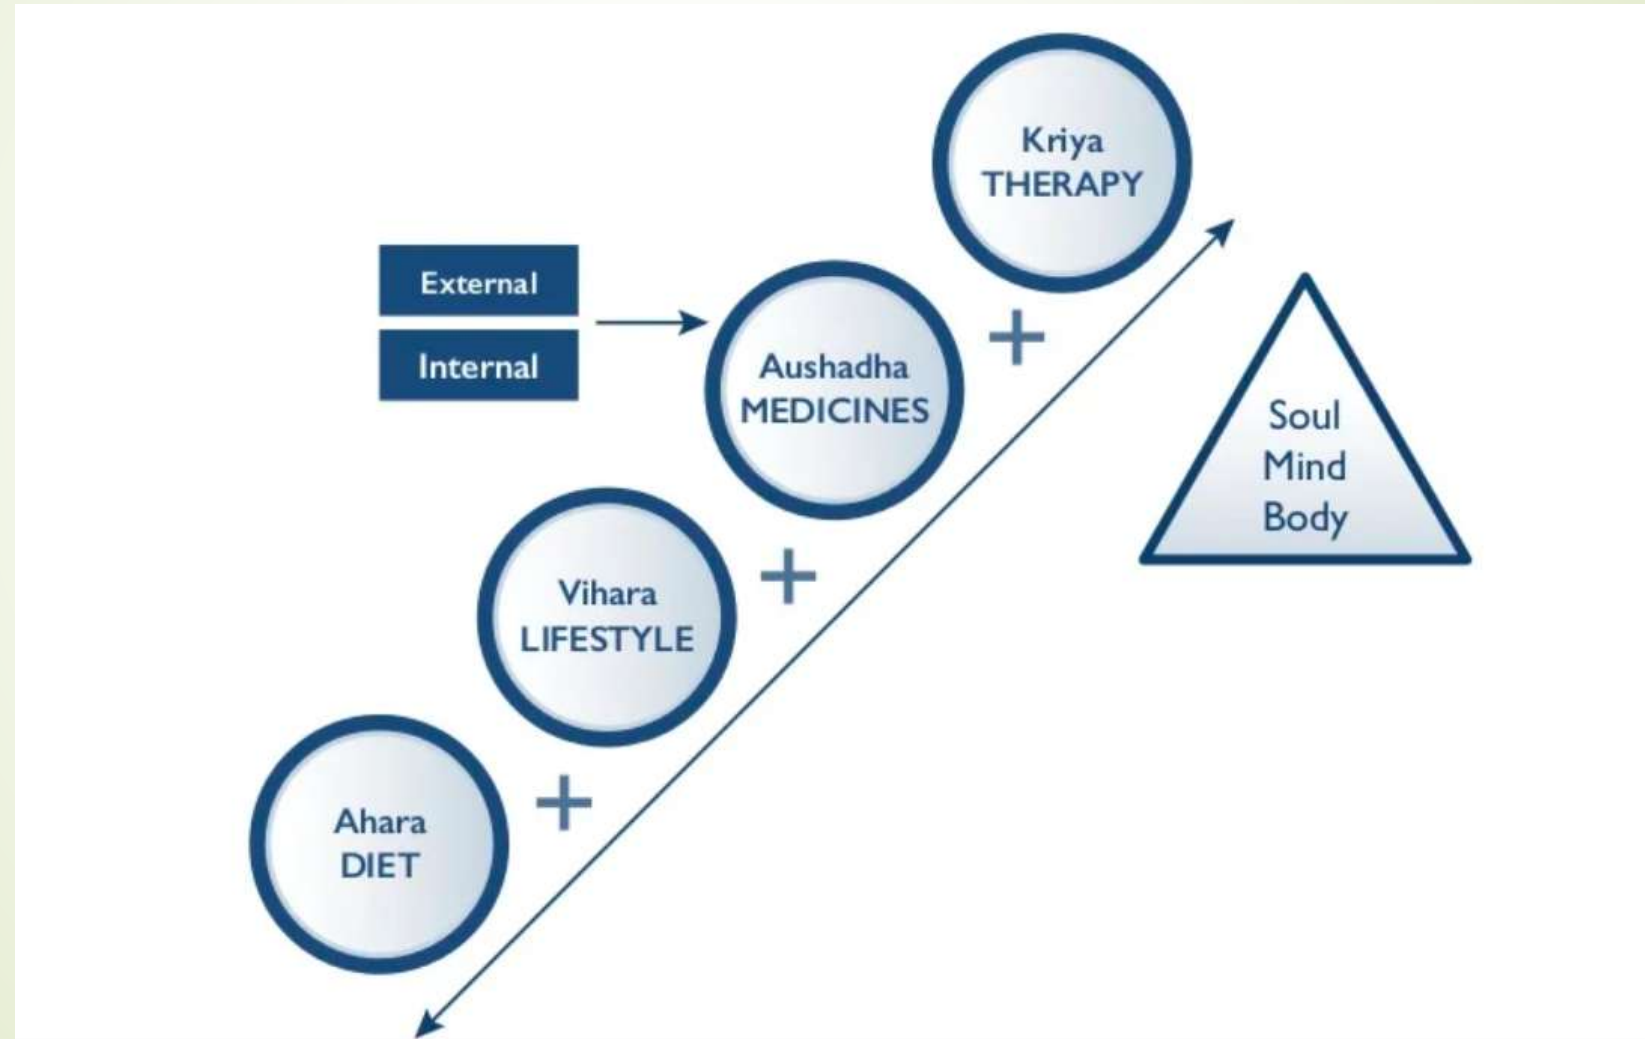 Kriya
THERAPY
External
Internal
Aushadha
MEDICINES
Soul
Mind
Body
Vihara
LIFESTYLE
Ahara
DIET